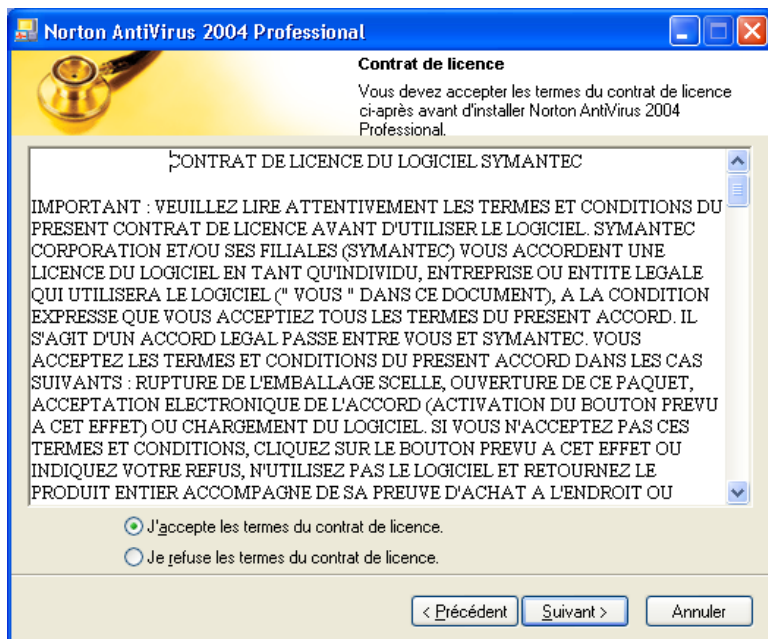 Norton AntiVirus 2004 Professional
Contrat de licence
Vous devez accepter les termes du contrat de licence
ci-après avant d'installer Norton AntiVirus 2004
Professional.
CONTRAT DE LICENCE DU LOGICIEL SYMANTEC
IMPORTANT : VEUILLEZ LIRE ATTENTIVEMENT LES TERMES ET CONDITIONS DU
PRESENT CONTRAT DE LICENCE AVANT D'UTILISER LE LOGICIEL. SYMANTEC
CORPORATION ET/OU SES FILIALES (SYMANTEC) VOUS ACCORDENT UNE
LICENCE DU LOGICIEL EN TANT QU'INDIVIDU, ENTREPRISE OU ENTITE LEGALE
QUI UTILISERA LE LOGICIEL (" VOUS " DANS CE DOCUMENT), A LA CONDITION
EXPRESSE QUE VOUS ACCEPTIEZ TOUS LES TERMES DU PRESENT ACCORD. IL
S'AGIT D'UN ACCORD LEGAL PASSE ENTRE VOUS ET SYMANTEC. VOUS
ACCEPTEZ LES TERMES ET CONDITIONS DU PRESENT ACCORD DANS LES CAS
SUIVANTS : RUPTURE DE L'EMBALLAGE SCELLE, OUVERTURE DE CE PAQUET,
ACCEPTATION ELECTRONIQUE DE L'ACCORD (ACTIVATION DU BOUTON PREVU
A CET EFFET) OU CHARGEMENT DU LOGICIEL. SI VOUS N'ACCEPTEZ PAS CES
TERMES ET CONDITIONS, CLIQUEZ SUR LE BOUTON PREVU A CET EFFET OU
INDIQUEZ VOTRE REFUS, N'UTILISEZ PAS LE LOGICIEL ET RETOURNEZ LE
PRODUIT ENTIER ACCOMPAGNE DE SA PREUVE D'ACHAT A L'ENDROIT OU
J'accepte les termes du contrat de licence.
Je refuse les termes du contrat de licence.
< Précédent
Suivant >
Annuler